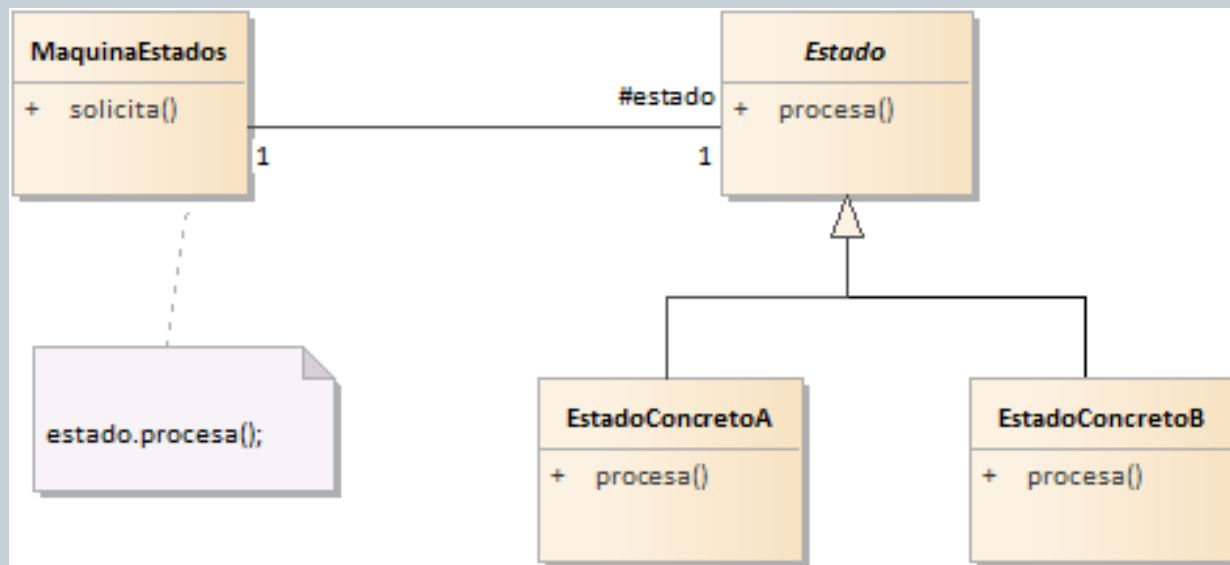 MaquinaEstados
+ solicita()
#estado
1
1
Estado
+ procesa()
estado.procesa();
EstadoConcretoA
+ procesa()
EstadoConcretoB
+ procesa()